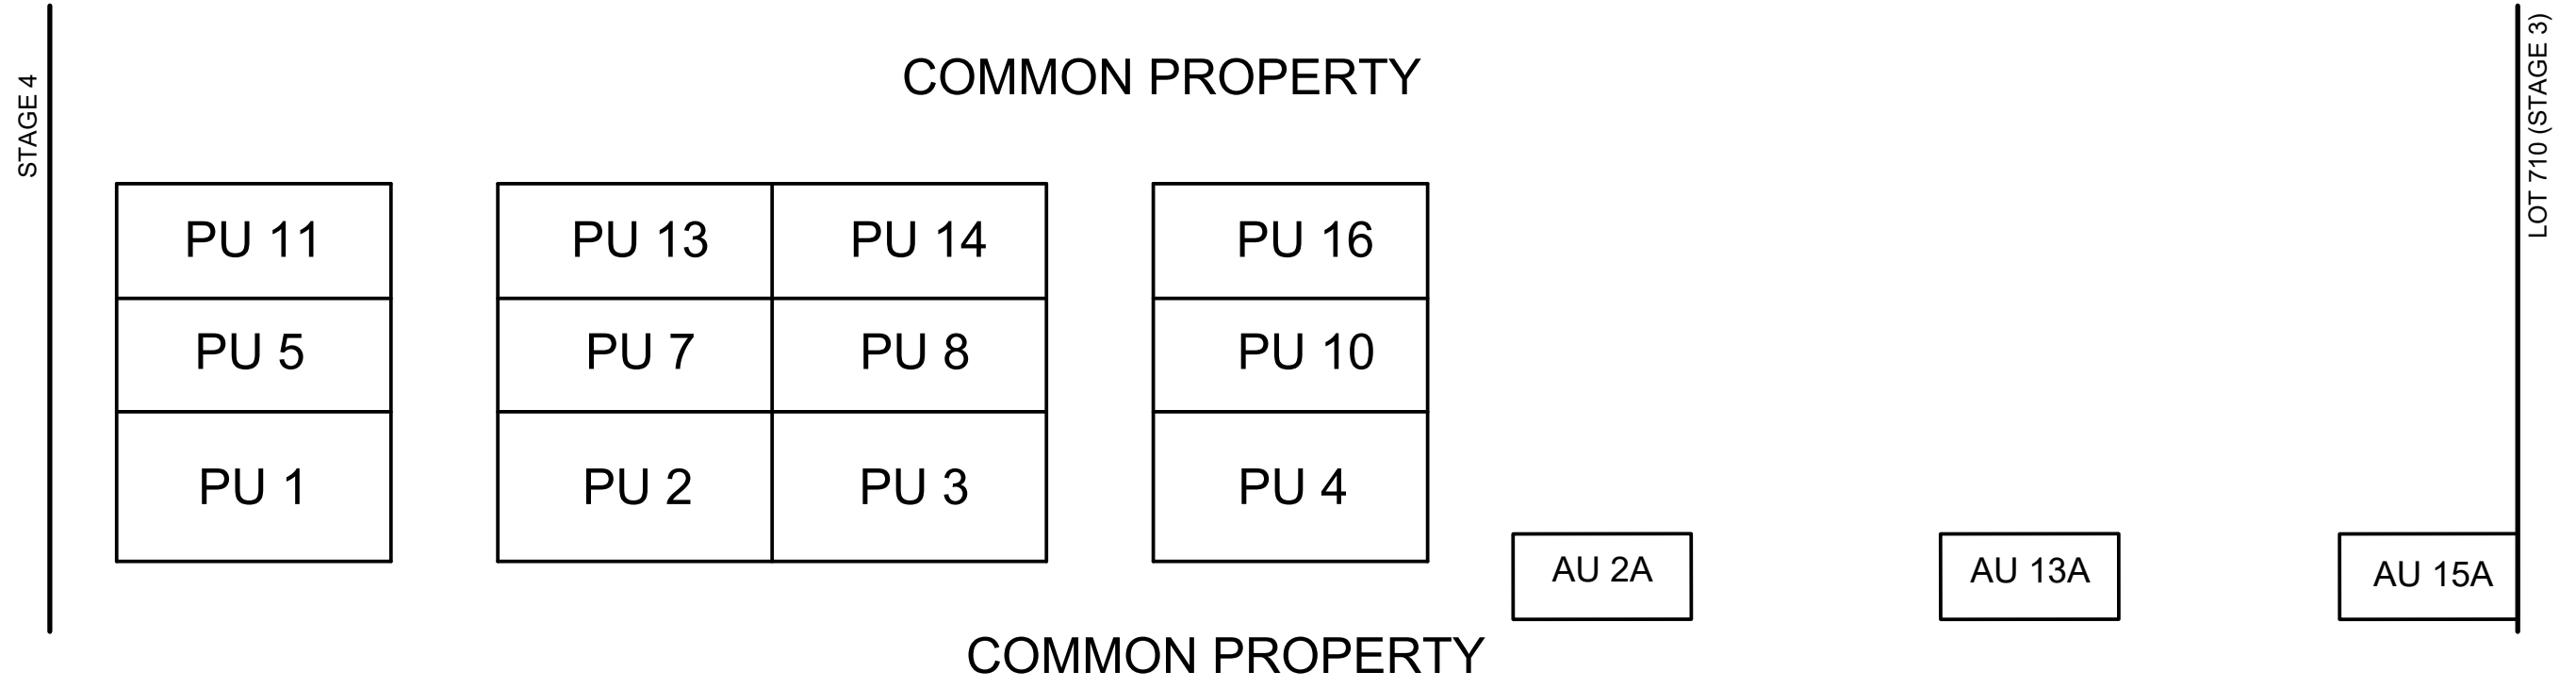 STAGE 4
COMMON PROPERTY
LOT 710 (STAGE 3)
PU 11
PU 13
PU 14
PU 16
PU 5
PU 7
PU 8
PU 10
PU 1
PU 2
PU 3
PU 4
AU 2A
AU 13A
AU 15A
COMMON PROPERTY